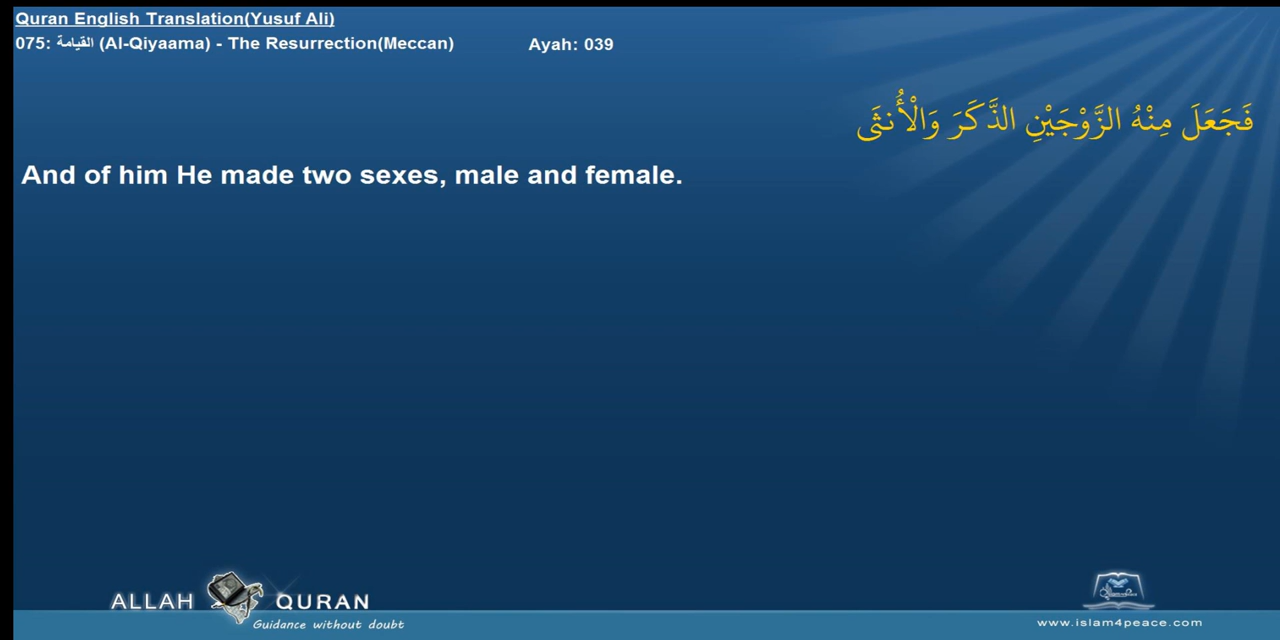 Quran English Translation(Yusuf Ali)
075: القيامة (Al-Qiyaama) - The Resurrection(Meccan) Ayah: 039
فَجَعَلَ مِنْهُ الزَّوْجَيْنِ الذَّكَرَ وَالْأُنثَى
And of him He made two sexes, male and female.
ALLAH QURAN
Guidance without doubt
www.islam4peace.com